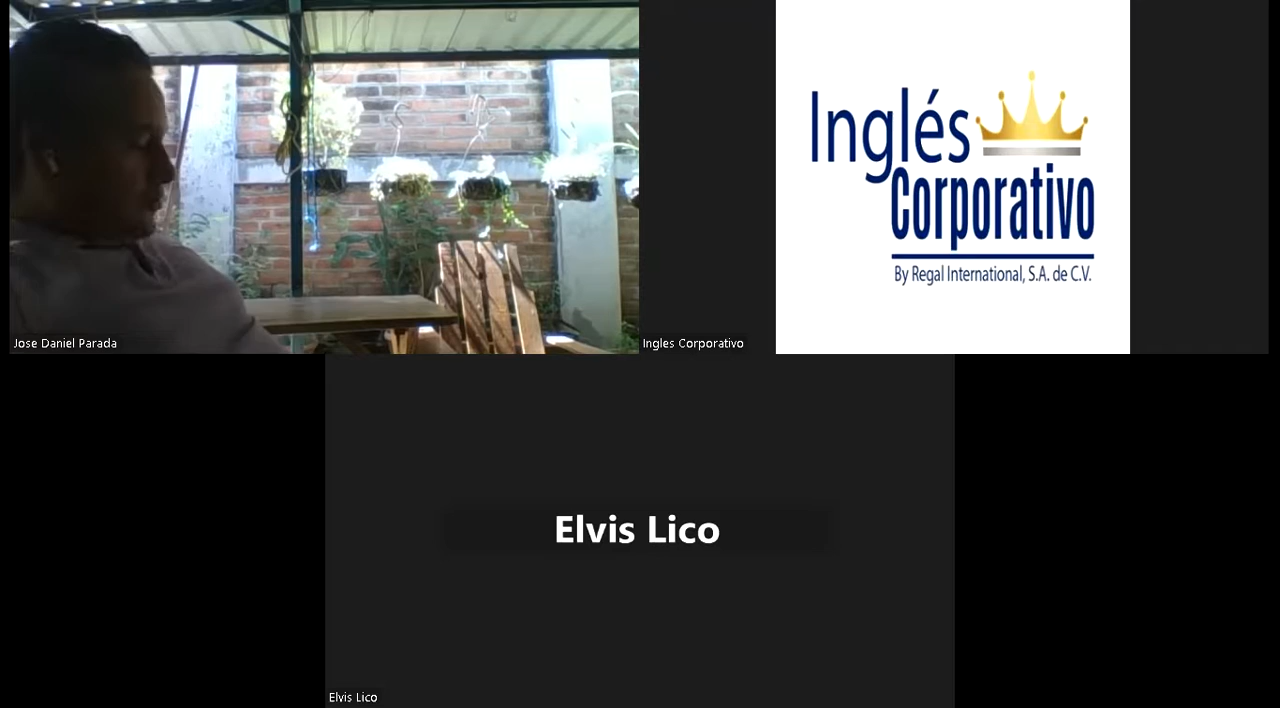 Inglés
Corporativo
By Regal International, S.A. de C.V.
Jose Daniel Parada
Ingles Corporativo
Elvis Lico
Elvis Lico